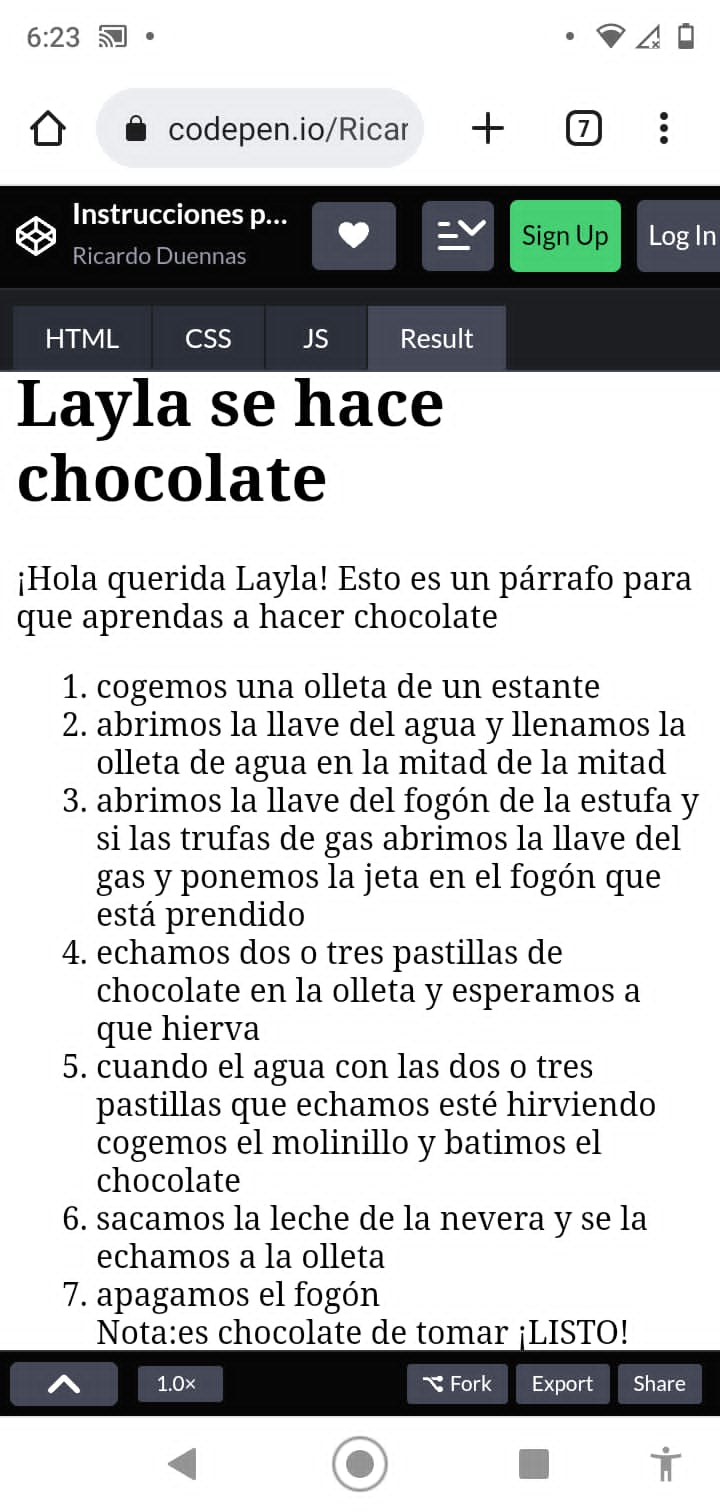 6:23
codepen.io/Ricar
7
Instrucciones p...
Ricardo Duennas
Sign Up
Log In
HTML CSS JS Result
Layla se hace
chocolate
¡Hola querida Layla! Esto es un párrafo para
que aprendas a hacer chocolate
1. cogemos una olleta de un estante
2. abrimos la llave del agua y llenamos la
olleta de agua en la mitad de la mitad
3. abrimos la llave del fogón de la estufa y
si las trufas de gas abrimos la llave del
gas y ponemos la jeta en el fogón que
está prendido
4. echamos dos o tres pastillas de
chocolate en la olleta y esperamos a
que hierva
5. cuando el agua con las dos o tres
pastillas que echamos esté hirviendo
cogemos el molinillo y batimos el
chocolate
6. sacamos la leche de la nevera y se la
echamos a la olleta
7. apagamos el fogón
Nota:es chocolate de tomar ¡LISTO!
1.0×
Fork
Export
Share